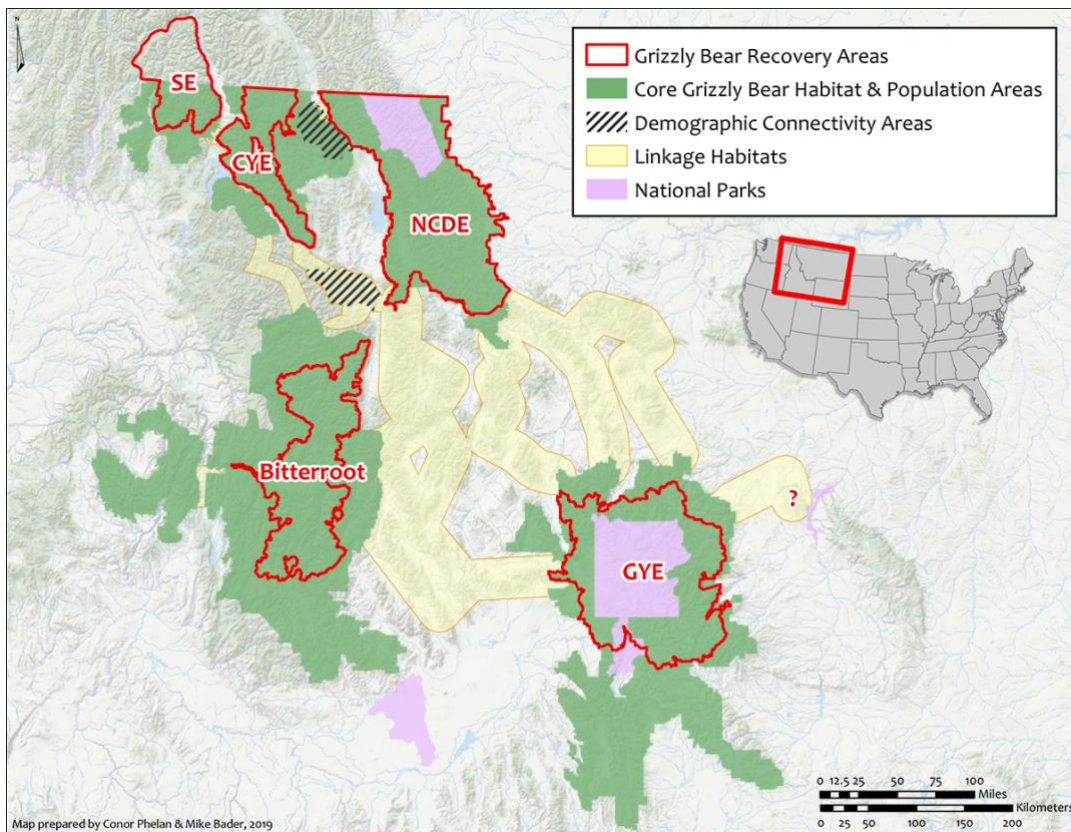 N
Grizzly Bear Recovery Areas
Core Grizzly Bear Habitat & Population Areas
Demographic Connectivity Areas
Linkage Habitats
National Parks
SE
CYE
NCDE
Bitterroot
?
GYE
0 12.5 25 50 75 100
Miles
Kilometers
0 25 50 100 150 200
Map prepared by Conor Phelan & Mike Bader, 2019